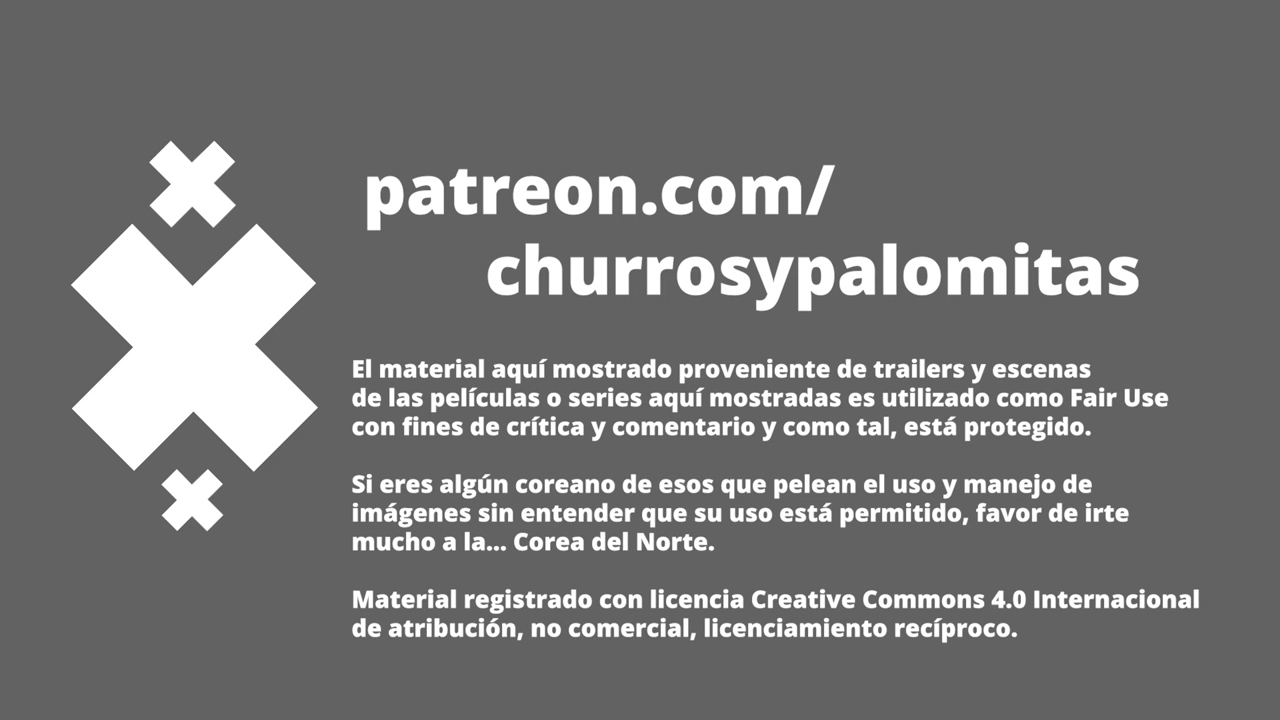 patreon.com/
churrosypalomitas
El material aquí mostrado proveniente de trailers y escenas
de las películas o series aquí mostradas es utilizado como Fair Use
con fines de crítica y comentario y como tal, está protegido.
Si eres algún coreano de esos que pelean el uso y manejo de
imágenes sin entender que su uso está permitido, favor de irte
mucho a la... Corea del Norte.
Material registrado con licencia Creative Commons 4.0 Internacional
de atribución, no comercial, licenciamiento recíproco.